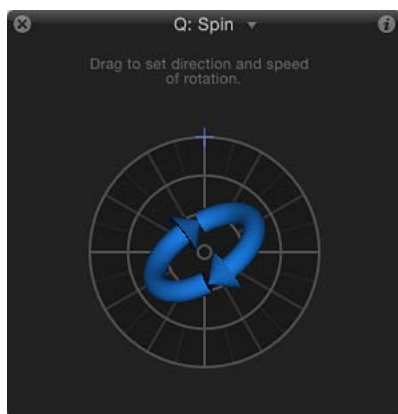 Q: Spin
Drag to set direction and speed
of rotation.